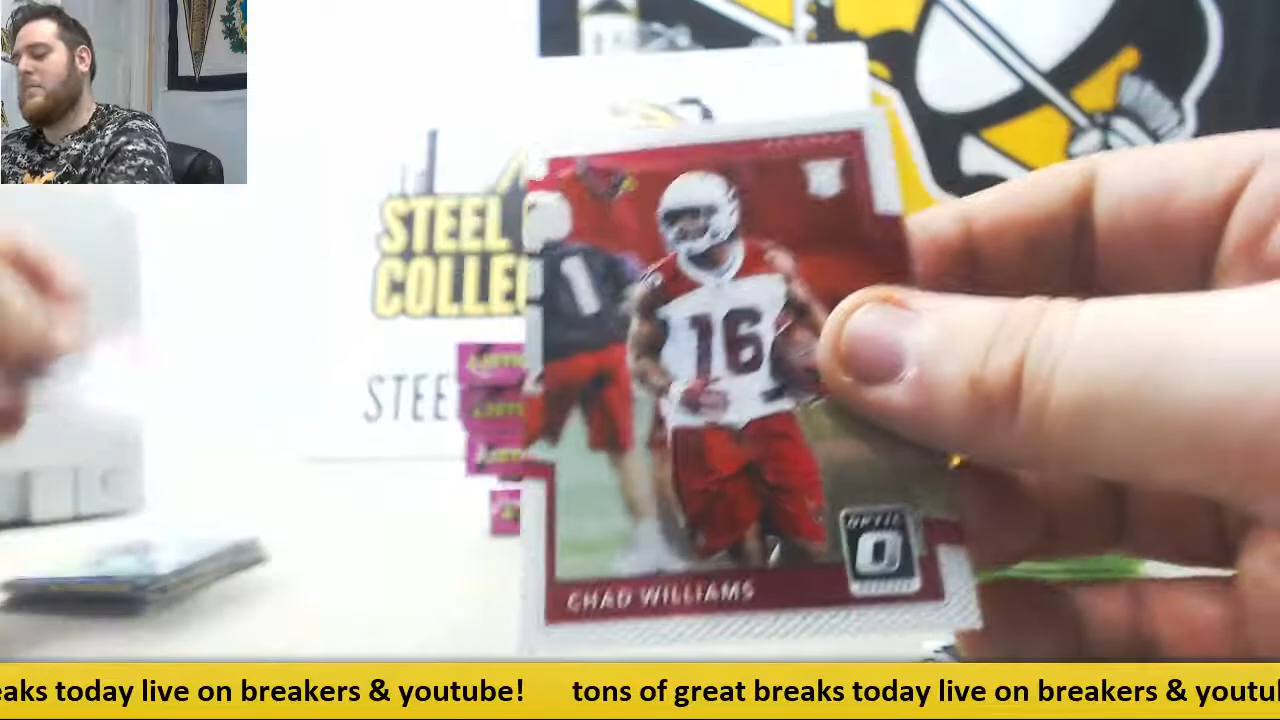 STEEL
COLLE
STEE
1
16
CHAD WILLIAMS
OPTIC
eaks today live on breakers & youtube! tons of great breaks today live on breakers & youtu